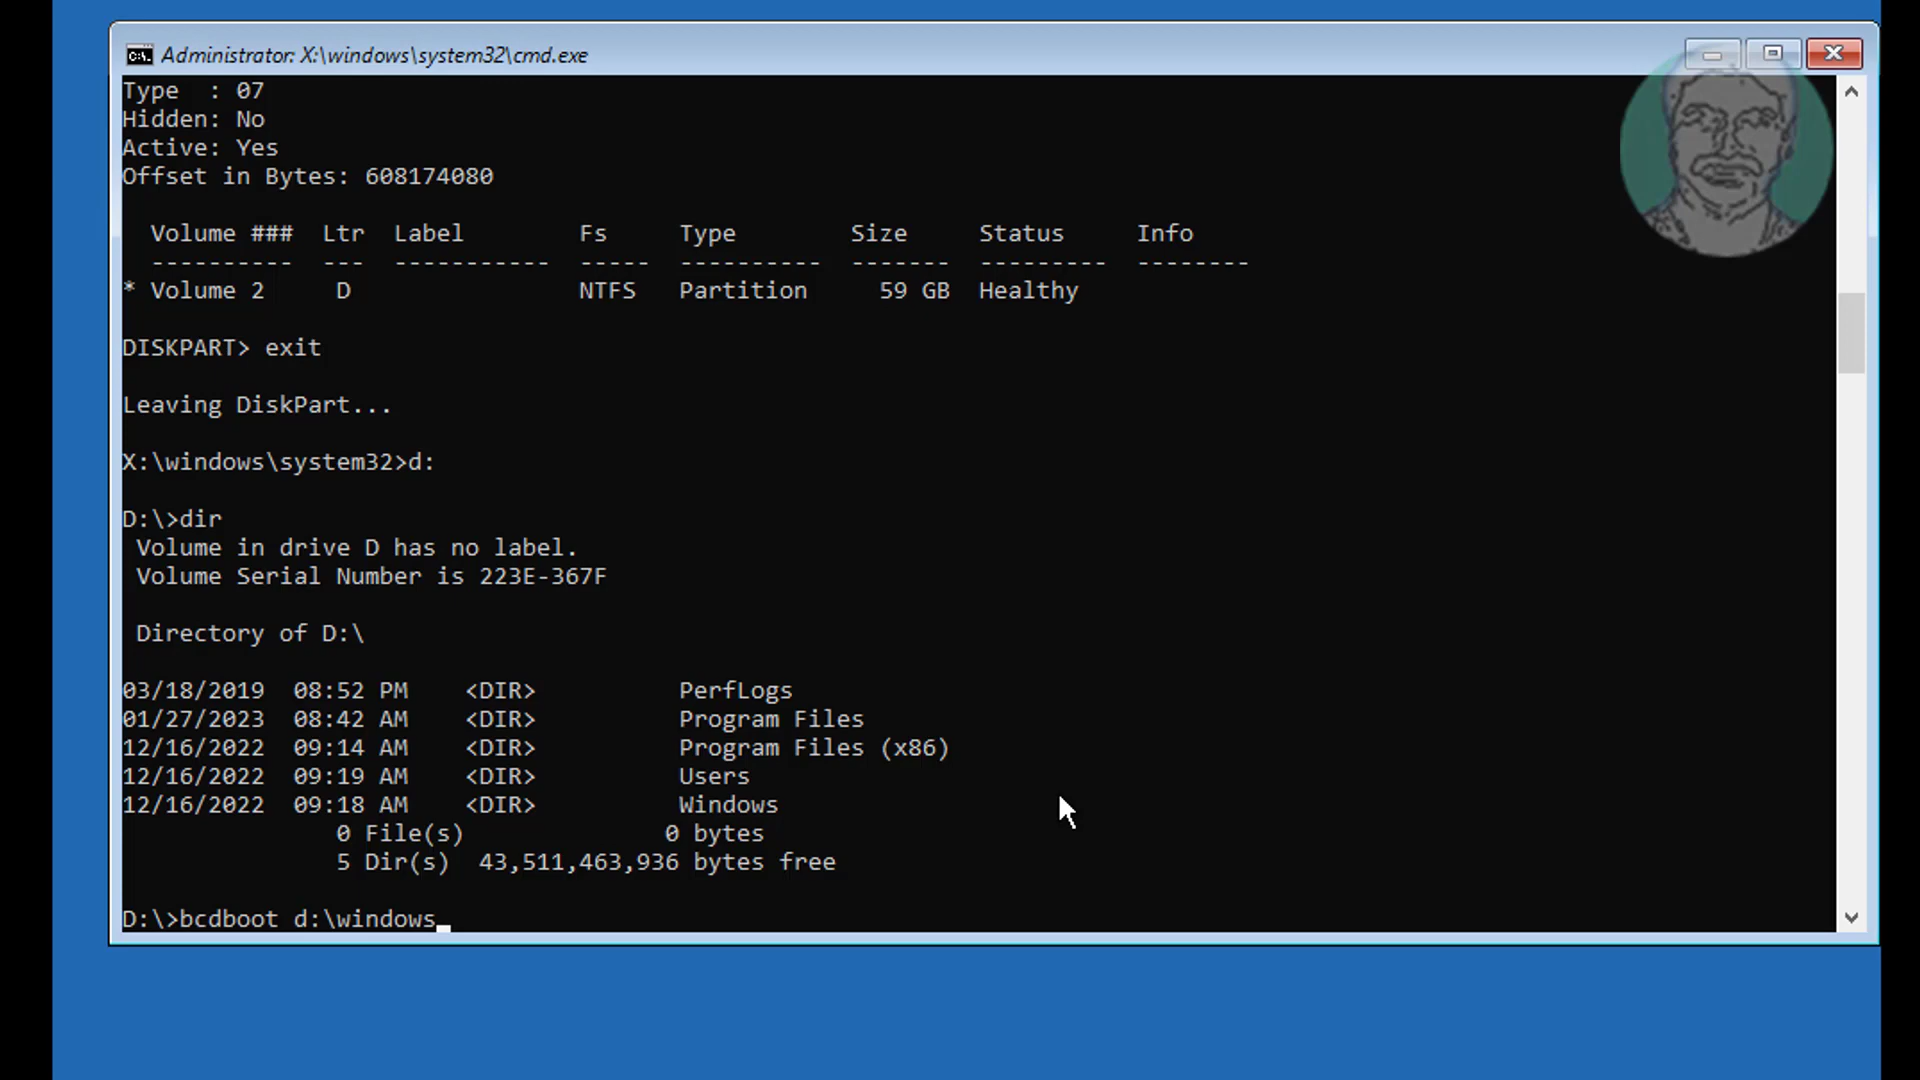 Administrator: X:\windows\system32\cmd.exe
Type  : 07
Hidden: No
Active: Yes
Offset in Bytes: 608174080
  Volume ###  Ltr  Label        Fs     Type        Size     Status     Info
  ----------  ---  -----------  -----  ----------  -------  ---------  --------
* Volume 2     D                NTFS   Partition     59 GB  Healthy
DISKPART> exit
Leaving DiskPart...
X:\windows\system32>d:
D:\>dir
 Volume in drive D has no label.
 Volume Serial Number is 223E-367F
 Directory of D:\
03/18/2019  08:52 PM    <DIR>          PerfLogs
01/27/2023  08:42 AM    <DIR>          Program Files
12/16/2022  09:14 AM    <DIR>          Program Files (x86)
12/16/2022  09:19 AM    <DIR>          Users
12/16/2022  09:18 AM    <DIR>          Windows
               0 File(s)              0 bytes
               5 Dir(s)  43,511,463,936 bytes free
D:\>bcdboot d:\windows